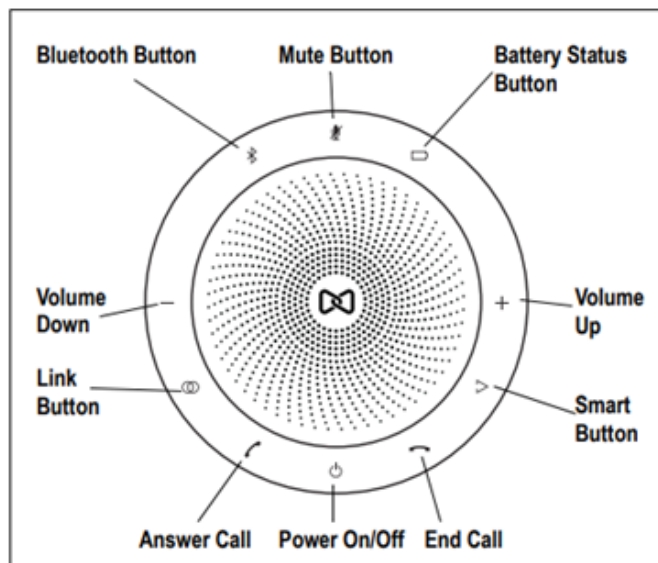 Bluetooth Button
Mute Button
Battery Status
Button
Volume
Down
Volume
Up
Link
Button
Smart
Button
Answer Call
Power On/Off
End Call